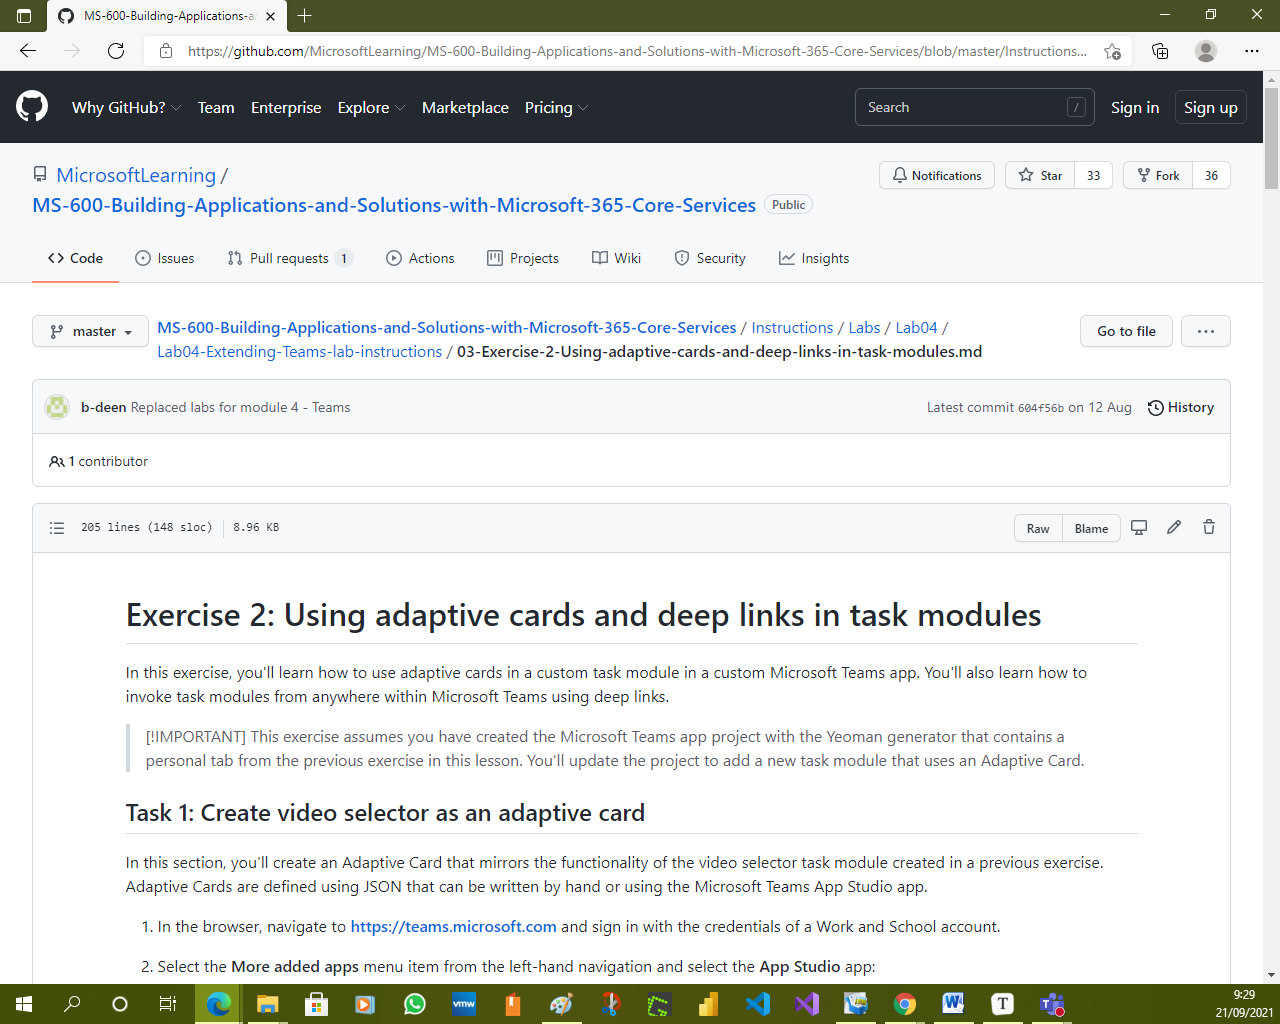 MS-600-Building-Applications-a
https://github.com/MicrosoftLearning/MS-600-Building-Applications-and-Solutions-with-Microsoft-365-Core-Services/blob/master/Instructions...
Why GitHub? Team Enterprise Explore Marketplace Pricing Search / Sign in Sign up
MicrosoftLearning / Notifications Star 33 Fork 36
MS-600-Building-Applications-and-Solutions-with-Microsoft-365-Core-Services Public
Code Issues Pull requests 1 Actions Projects Wiki Security Insights
master MS-600-Building-Applications-and-Solutions-with-Microsoft-365-Core-Services / Instructions / Labs / Lab04 / Go to file ...
Lab04-Extending-Teams-lab-instructions / 03-Exercise-2-Using-adaptive-cards-and-deep-links-in-task-modules.md
b-deen Replaced labs for module 4 - Teams Latest commit 604f56b on 12 Aug History
1 contributor
205 lines (148 sloc) 8.96 KB Raw Blame
Exercise 2: Using adaptive cards and deep links in task modules
In this exercise, you'll learn how to use adaptive cards in a custom task module in a custom Microsoft Teams app. You'll also learn how to
invoke task modules from anywhere within Microsoft Teams using deep links.
[!IMPORTANT] This exercise assumes you have created the Microsoft Teams app project with the Yeoman generator that contains a
personal tab from the previous exercise in this lesson. You'll update the project to add a new task module that uses an Adaptive Card.
Task 1: Create video selector as an adaptive card
In this section, you'll create an Adaptive Card that mirrors the functionality of the video selector task module created in a previous exercise.
Adaptive Cards are defined using JSON that can be written by hand or using the Microsoft Teams App Studio app.
1. In the browser, navigate to https://teams.microsoft.com and sign in with the credentials of a Work and School account.
2. Select the More added apps menu item from the left-hand navigation and select the App Studio app:
vmw
W
T
9:29
21/09/2021